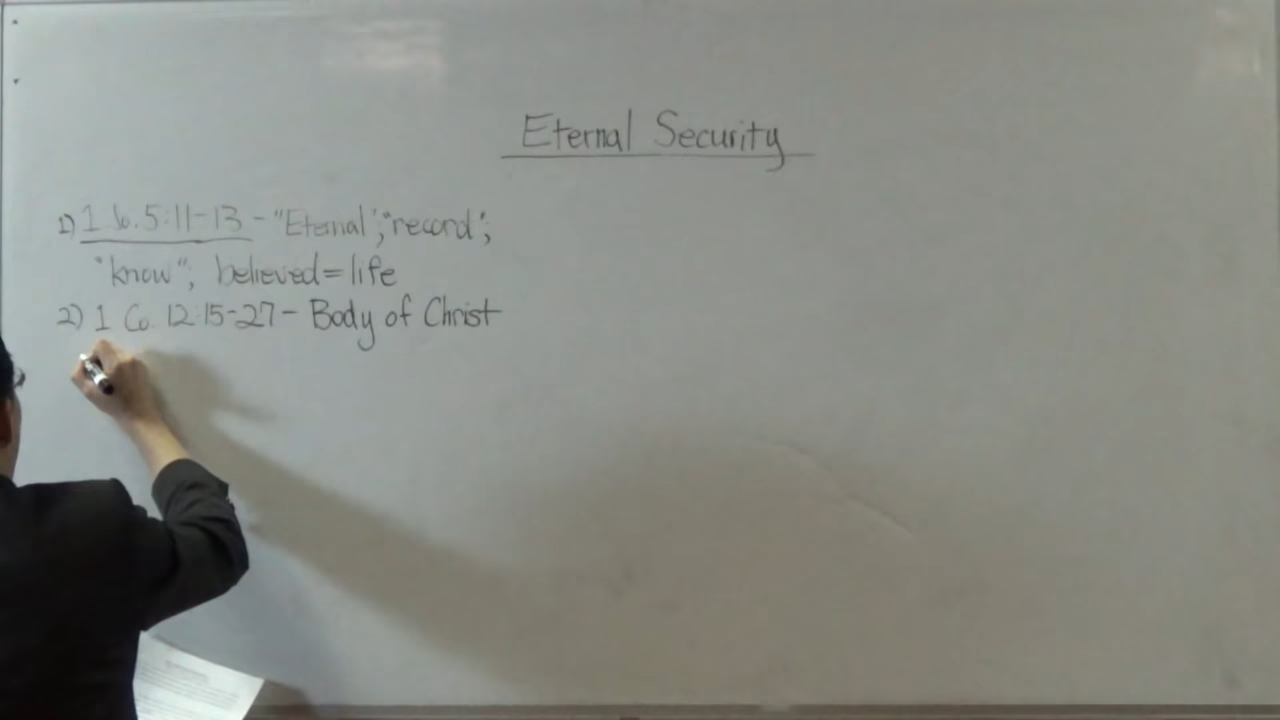 Eternal Security
1) 1 Jo. 5:11-13 - "Eternal"; "record";
"know"; believed = life
2) 1 Co. 12:15-27 - Body of Christ